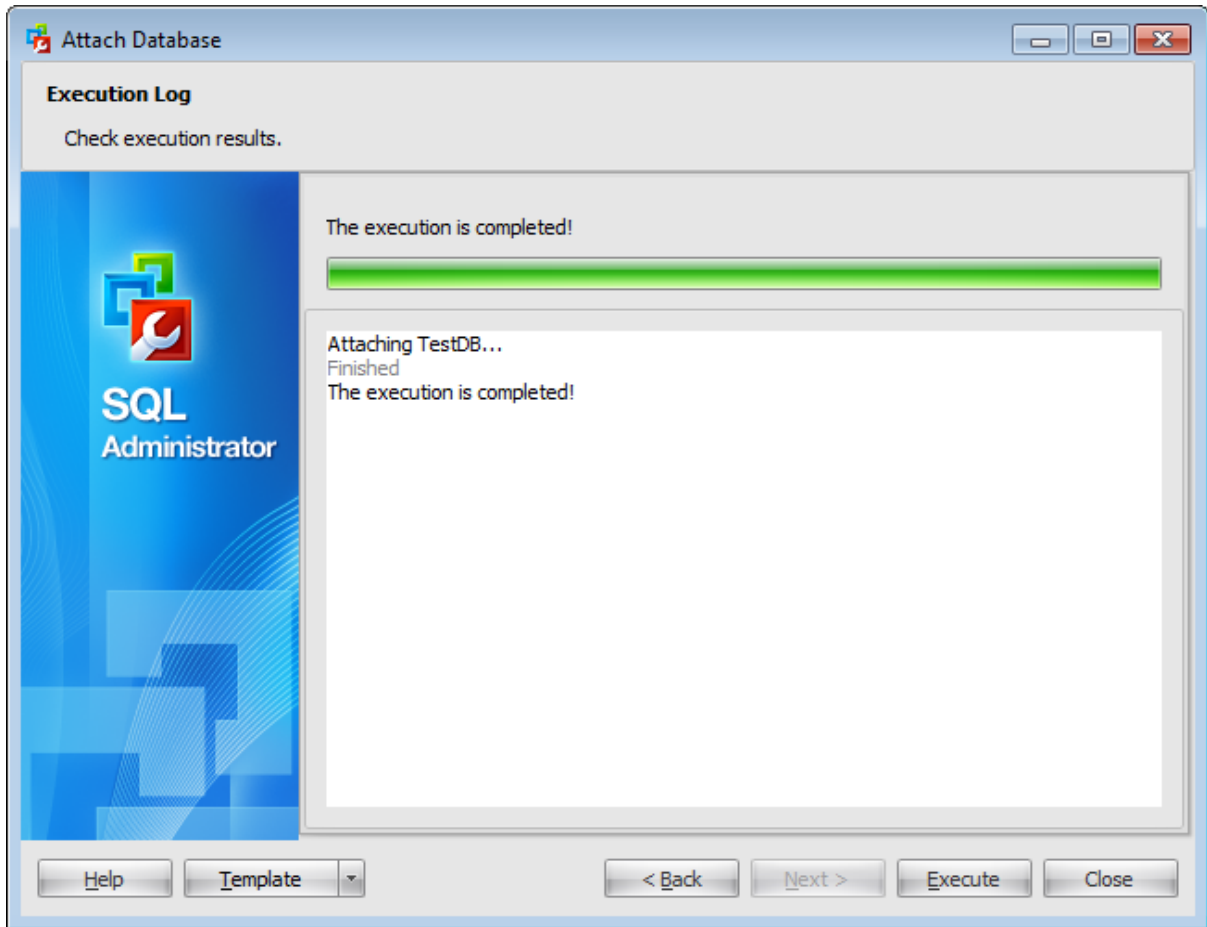 Attach Database
Execution Log
Check execution results.
The execution is completed!
Attaching TestDB...
Finished
The execution is completed!
SQL
Administrator
Help
Template
< Back
Next >
Execute
Close